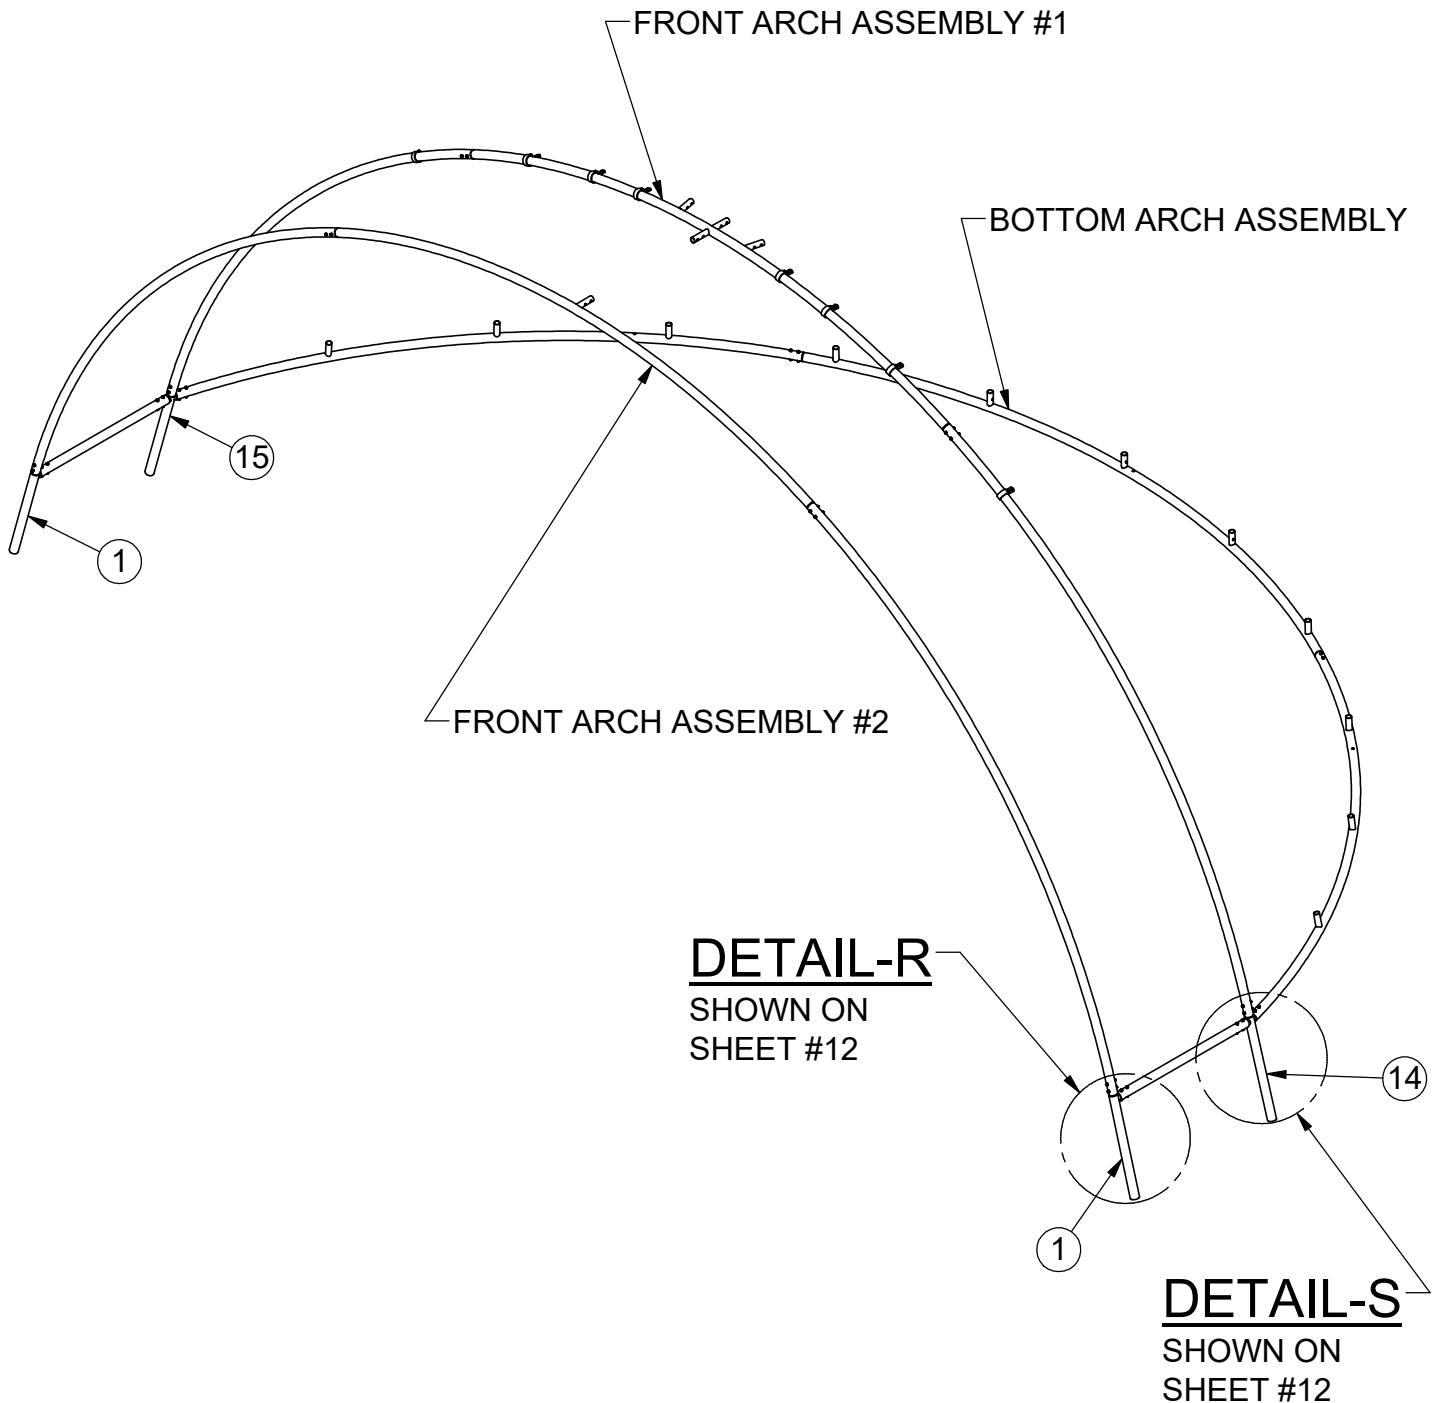 FRONT ARCH ASSEMBLY #1
BOTTOM ARCH ASSEMBLY
15
1
FRONT ARCH ASSEMBLY #2
DETAIL-R
SHOWN ON
SHEET #12
14
1
DETAIL-S
SHOWN ON
SHEET #12